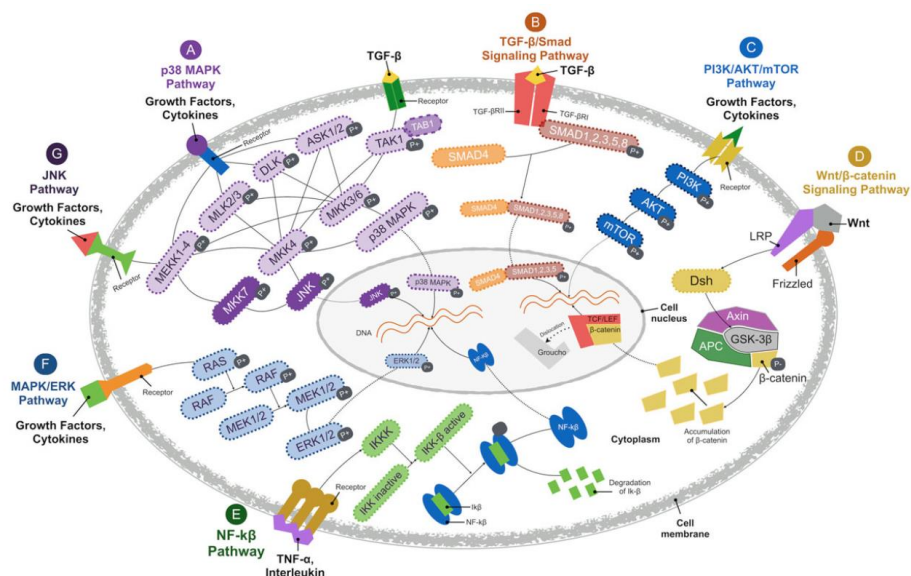 A
p38 MAPK
Pathway
Growth Factors,
Cytokines
Receptor
TGF-β
Receptor
B
TGF-β/Smad
Signaling Pathway
TGF-β
TGF-βRII
TGF-βRI
SMAD1,2,3,5,8
P+
SMAD4
C
PI3K/AKT/mTOR
Pathway
Growth Factors,
Cytokines
Receptor
PI3K
P+
AKT
P+
mTOR
P+
D
Wnt/β-catenin
Signaling Pathway
Wnt
LRP
Frizzled
Dsh
Axin
GSK-3β
APC
P-
β-catenin
Accumulation
of β-catenin
G
JNK
Pathway
Growth Factors,
Cytokines
Receptor
ASK1/2
P+
DLK
P+
TAK1
P+
TAB1
MLK2/3
P+
MKK3/6
P+
MEKK1-4
P+
MKK4
P+
p38 MAPK
P+
MKK7
P+
JNK
P+
SMAD4
SMAD1,2,3,5,8
P+
SMAD4
SMAD1,2,3,5
P+
JNK
P+
p38 MAPK
P+
DNA
ERK1/2
P+
TCF/LEF
β-catenin
Dislocation
Groucho
Cell
nucleus
NF-kβ
F
MAPK/ERK
Pathway
Growth Factors,
Cytokines
Receptor
RAS
P+
RAF
RAF
P+
MEK1/2
MEK1/2
P+
ERK1/2
P+
E
NF-kβ
Pathway
TNF-α,
Interleukin
Receptor
IKKK
IKK inactive
IKK-β active
Ikβ
NF-kβ
NF-kβ
Degradation
of Ik-β
Cytoplasm
Cell
membrane